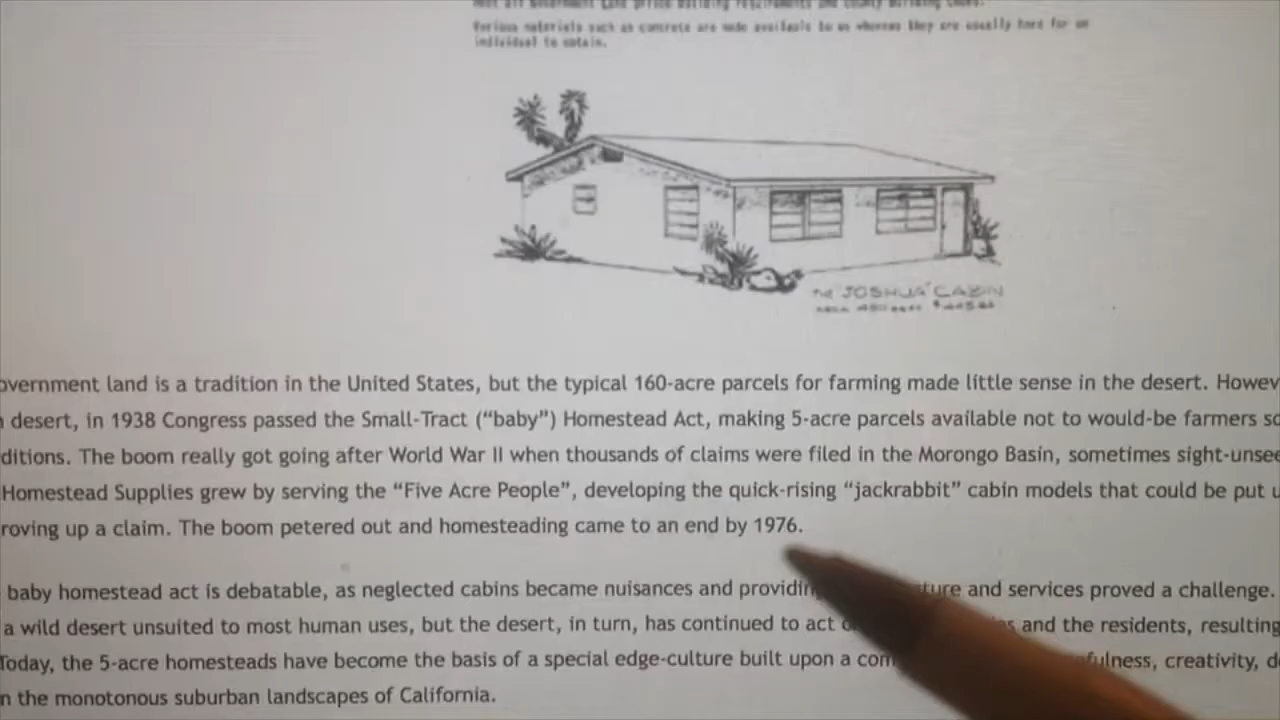 Various materials such as concrete are made available to us whereas they are usually hard for an
individual to obtain.
THE "JOSHUA" CABIN
overnment land is a tradition in the United States, but the typical 160-acre parcels for farming made little sense in the desert. Howev
desert, in 1938 Congress passed the Small-Tract (“baby”) Homestead Act, making 5-acre parcels available not to would-be farmers so
ditions. The boom really got going after World War II when thousands of claims were filed in the Morongo Basin, sometimes sight-unsee
Homestead Supplies grew by serving the “Five Acre People”, developing the quick-rising “jackrabbit” cabin models that could be put u
roving up a claim. The boom petered out and homesteading came to an end by 1976.
baby homestead act is debatable, as neglected cabins became nuisances and providin ture and services proved a challenge.
a wild desert unsuited to most human uses, but the desert, in turn, has continued to act and the residents, resulting
Today, the 5-acre homesteads have become the basis of a special edge-culture built upon a com fulness, creativity, d
n the monotonous suburban landscapes of California.